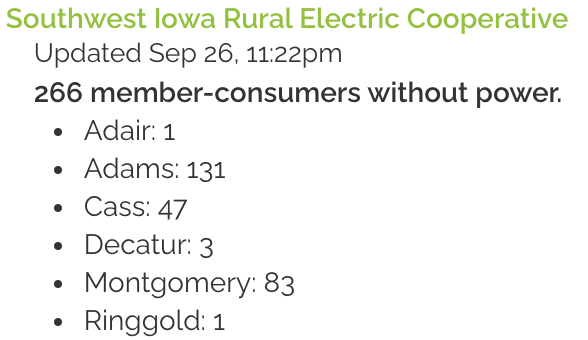 Southwest Iowa Rural Electric Cooperative
Updated Sep 26, 11:22pm
266 member-consumers without power.
• Adair: 1
• Adams: 131
• Cass: 47
• Decatur: 3
• Montgomery: 83
• Ringgold: 1